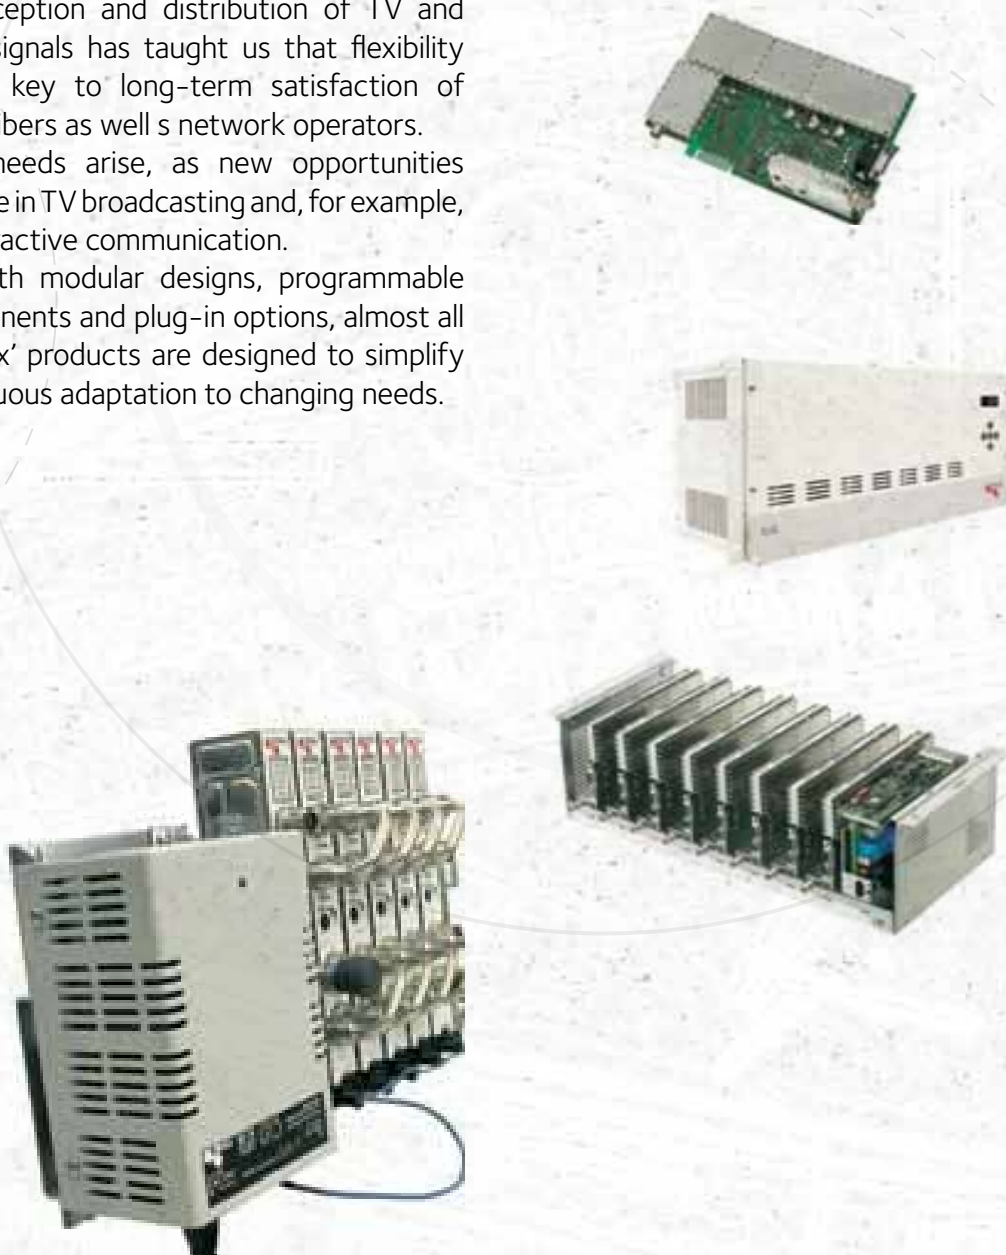 ception and distribution of TV and
signals has taught us that flexibility
key to long-term satisfaction of
ibers as well s network operators.
needs arise, as new opportunities
e in TV broadcasting and, for example,
ractive communication.
th modular designs, programmable
nents and plug-in options, almost all
x’ products are designed to simplify
uous adaptation to changing needs.